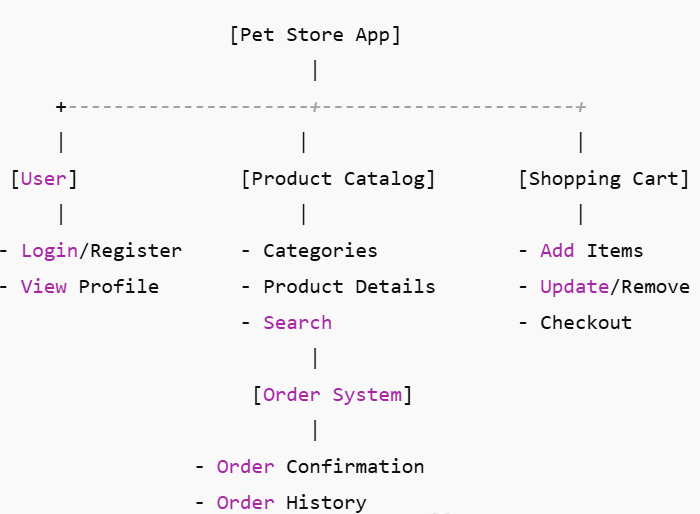 [Pet Store App]
|
+---------------------+-----------------------+
| | |
[User] [Product Catalog] [Shopping Cart]
| | |
- Login/Register - Categories - Add Items
- View Profile - Product Details - Update/Remove
- Search - Checkout
|
[Order System]
|
- Order Confirmation
- Order History